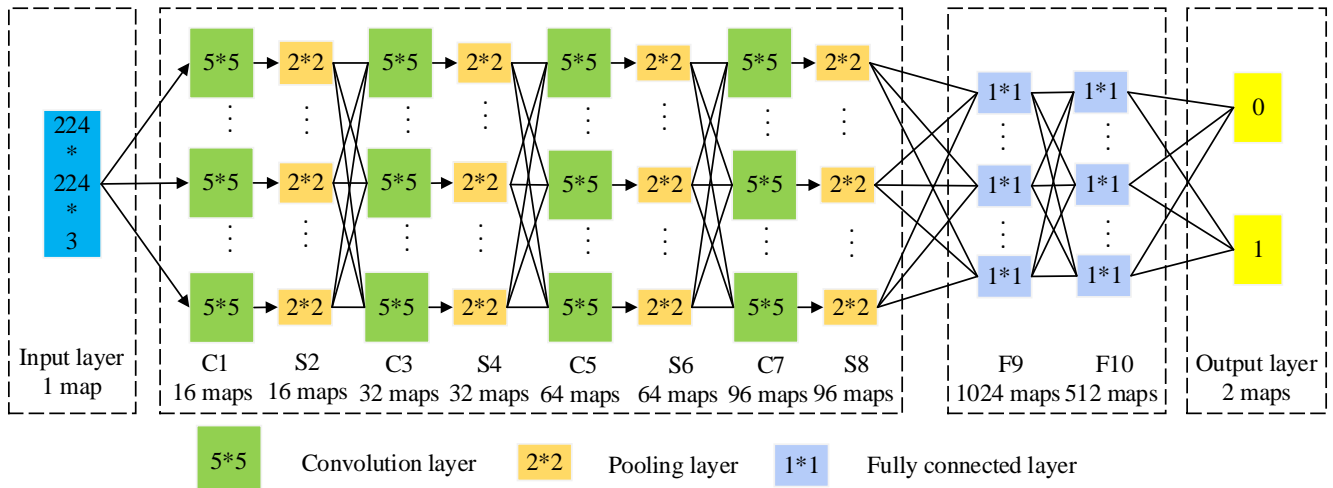 224
*
224
*
3
5*5 2*2 5*5 2*2 5*5 2*2 5*5 2*2
5*5 2*2 5*5 2*2 5*5 2*2 5*5 2*2
5*5 2*2 5*5 2*2 5*5 2*2 5*5 2*2
1*1 1*1
1*1 1*1
1*1 1*1
0
1
Input layer
1 map
C1 S2 C3 S4 C5 S6 C7 S8
16 maps 16 maps 32 maps 32 maps 64 maps 64 maps 96 maps 96 maps
F9 F10
1024 maps 512 maps
Output layer
2 maps
5*5 Convolution layer 2*2 Pooling layer 1*1 Fully connected layer